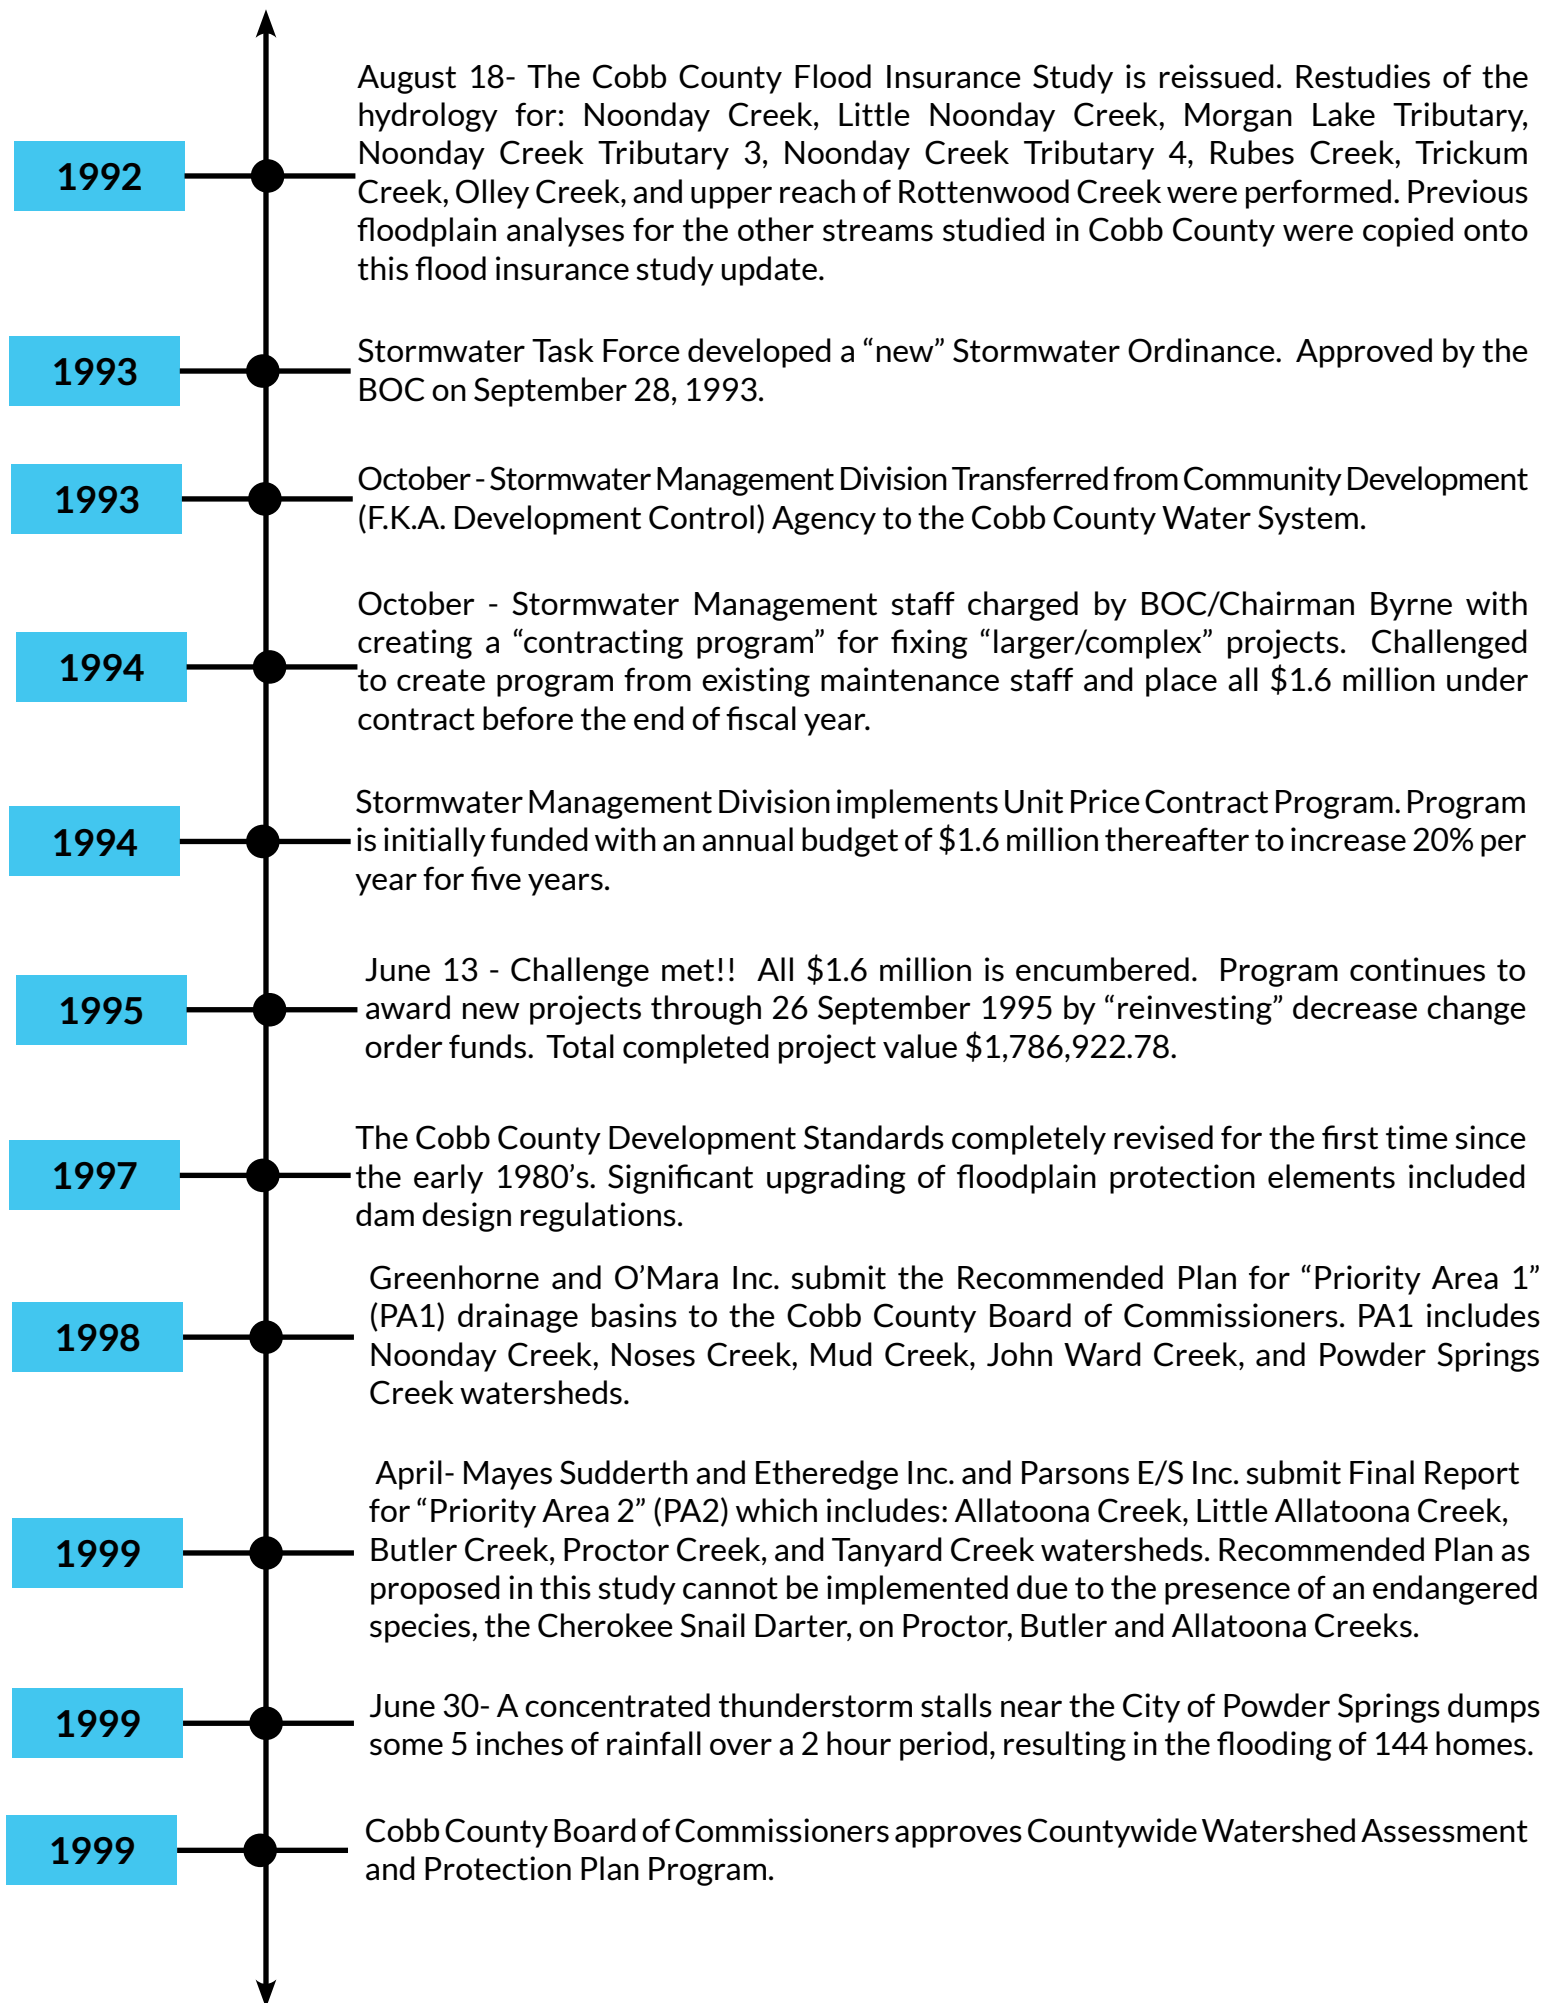 August 18- The Cobb County Flood Insurance Study is reissued. Restudies of the
hydrology for: Noonday Creek, Little Noonday Creek, Morgan Lake Tributary,
Noonday Creek Tributary 3, Noonday Creek Tributary 4, Rubes Creek, Trickum
1992
Creek, Olley Creek, and upper reach of Rottenwood Creek were performed. Previous
floodplain analyses for the other streams studied in Cobb County were copied onto
this flood insurance study update.
1993
Stormwater Task Force developed a “new” Stormwater Ordinance.  Approved by the
BOC on September 28, 1993.
1993
October - Stormwater Management Division Transferred from Community Development
(F.K.A. Development Control) Agency to the Cobb County Water System.
October - Stormwater Management staff charged by BOC/Chairman Byrne with
creating a “contracting program” for fixing “larger/complex” projects.  Challenged
1994
to create program from existing maintenance staff and place all $1.6 million under
contract before the end of fiscal year.
Stormwater Management Division implements Unit Price Contract Program. Program
1994
is initially funded with an annual budget of $1.6 million thereafter to increase 20% per
year for five years.
June 13 - Challenge met!!  All $1.6 million is encumbered.  Program continues to
1995
award new projects through 26 September 1995 by “reinvesting” decrease change
order funds.  Total completed project value $1,786,922.78.
The Cobb County Development Standards completely revised for the first time since
1997
the early 1980’s. Significant upgrading of floodplain protection elements included
dam design regulations.
Greenhorne and O’Mara Inc. submit the Recommended Plan for “Priority Area 1”
(PA1) drainage basins to the Cobb County Board of Commissioners. PA1 includes
1998
Noonday Creek, Noses Creek, Mud Creek, John Ward Creek, and Powder Springs
Creek watersheds.
April- Mayes Sudderth and Etheredge Inc. and Parsons E/S Inc. submit Final Report
for “Priority Area 2” (PA2) which includes: Allatoona Creek, Little Allatoona Creek,
1999
Butler Creek, Proctor Creek, and Tanyard Creek watersheds. Recommended Plan as
proposed in this study cannot be implemented due to the presence of an endangered
species, the Cherokee Snail Darter, on Proctor, Butler and Allatoona Creeks.
1999
June 30- A concentrated thunderstorm stalls near the City of Powder Springs dumps
some 5 inches of rainfall over a 2 hour period, resulting in the flooding of 144 homes.
1999
Cobb County Board of Commissioners approves Countywide Watershed Assessment
and Protection Plan Program.